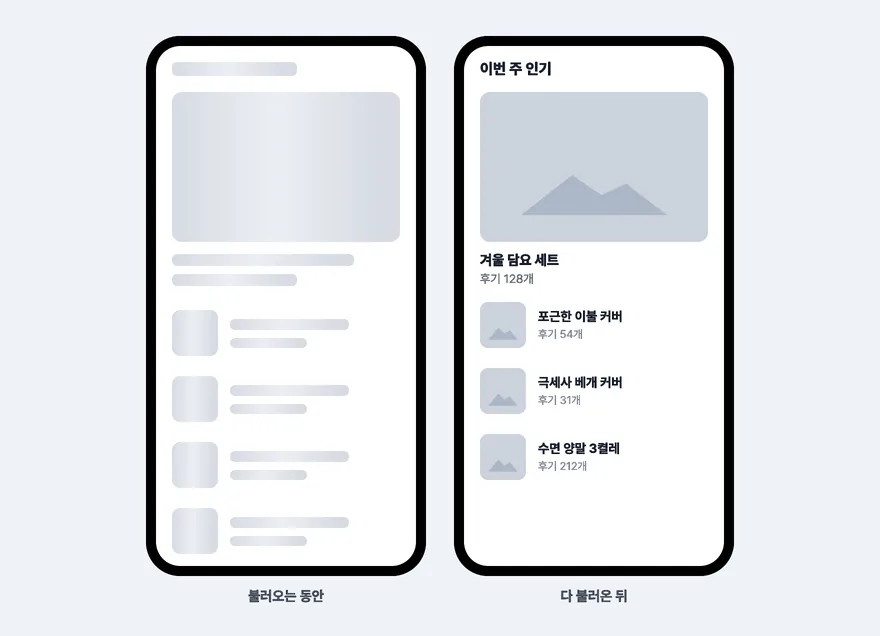 이번 주 인기
겨울 담요 세트
후기 128개
포근한 이불 커버
후기 54개
극세사 베개 커버
후기 31개
수면 양말 3켤레
후기 212개
불러오는 동안
다 불러온 뒤